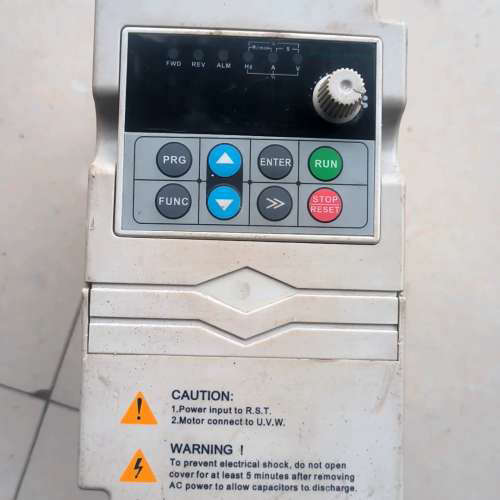 FWD REV ALM Hz A V
PRG ENTER RUN
FUNC >> STOP
RESET
CAUTION:
1.Power input to R.S.T.
2.Motor connect to U.V.W.
WARNING !
To prevent electrical shock, do not open
cover for at least 5 minutes after removing
AC power to allow capacitors to discharge.